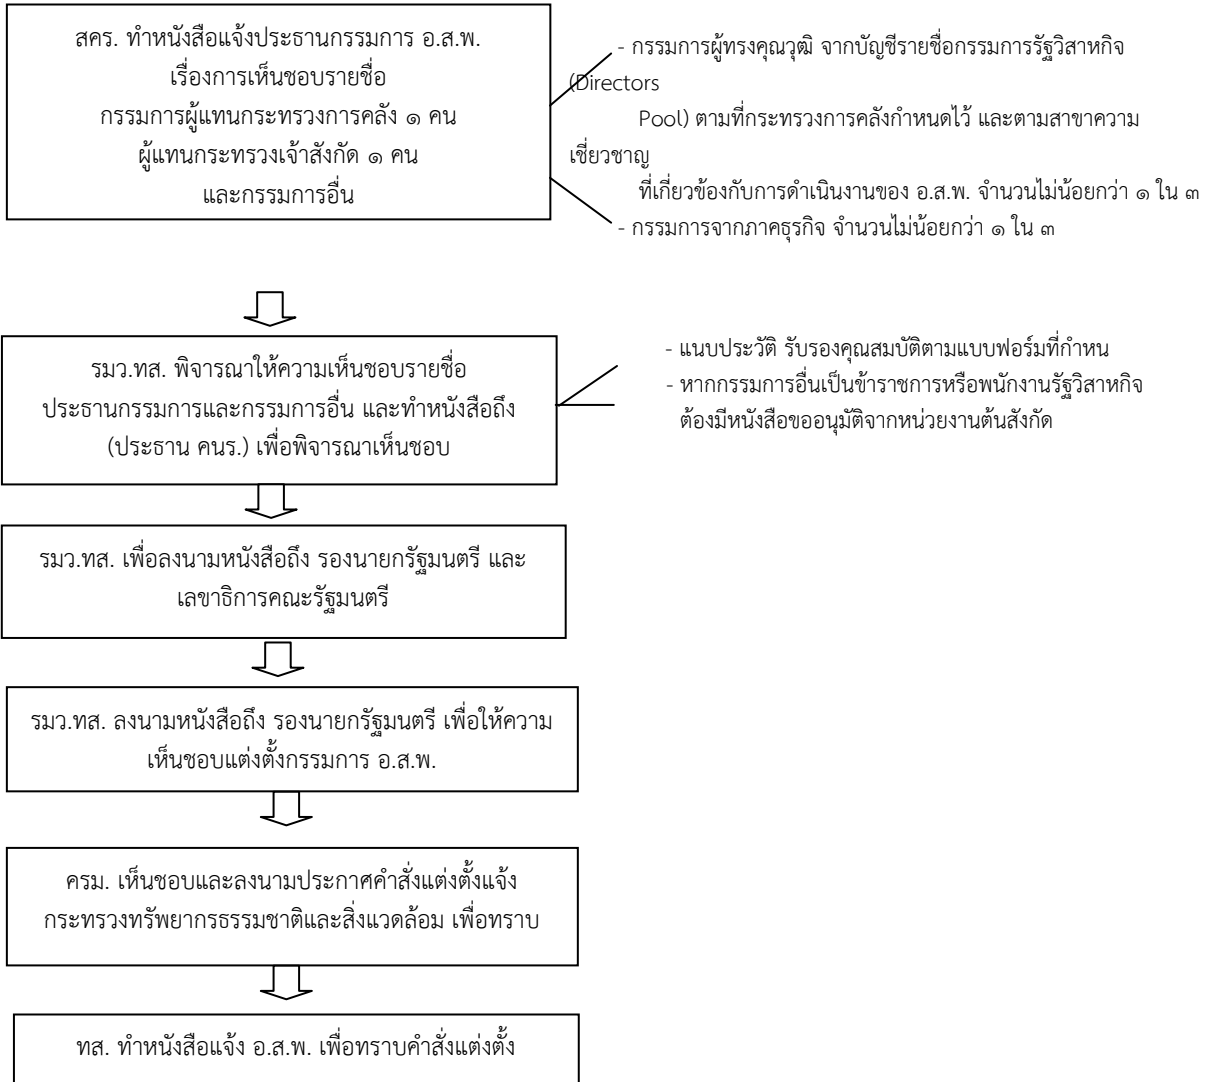 สคร. ทำหนังสือแจ้งประธานกรรมการ อ.ส.พ.
เรื่องการเห็นชอบรายชื่อ
กรรมการผู้แทนกระทรวงการคลัง ๑ คน
ผู้แทนกระทรวงเจ้าสังกัด ๑ คน
และกรรมการอื่น
- กรรมการผู้ทรงคุณวุฒิ จากบัญชีรายชื่อกรรมการรัฐวิสาหกิจ
(Directors
Pool) ตามที่กระทรวงการคลังกำหนดไว้ และตามสาขาความ
เชี่ยวชาญ
ที่เกี่ยวข้องกับการดำเนินงานของ อ.ส.พ. จำนวนไม่น้อยกว่า ๑ ใน ๓
- กรรมการจากภาคธุรกิจ จำนวนไม่น้อยกว่า ๑ ใน ๓
รมว.ทส. พิจารณาให้ความเห็นชอบรายชื่อ
ประธานกรรมการและกรรมการอื่น และทำหนังสือถึง
(ประธาน คนร.) เพื่อพิจารณาเห็นชอบ
- แนบประวัติ รับรองคุณสมบัติตามแบบฟอร์มที่กำหน
- หากกรรมการอื่นเป็นข้าราชการหรือพนักงานรัฐวิสาหกิจ
ต้องมีหนังสือขออนุมัติจากหน่วยงานต้นสังกัด
รมว.ทส. เพื่อลงนามหนังสือถึง รองนายกรัฐมนตรี และ
เลขาธิการคณะรัฐมนตรี
รมว.ทส. ลงนามหนังสือถึง รองนายกรัฐมนตรี เพื่อให้ความ
เห็นชอบแต่งตั้งกรรมการ อ.ส.พ.
ครม. เห็นชอบและลงนามประกาศคำสั่งแต่งตั้งแจ้ง
กระทรวงทรัพยากรธรรมชาติและสิ่งแวดล้อม เพื่อทราบ
ทส. ทำหนังสือแจ้ง อ.ส.พ. เพื่อทราบคำสั่งแต่งตั้ง